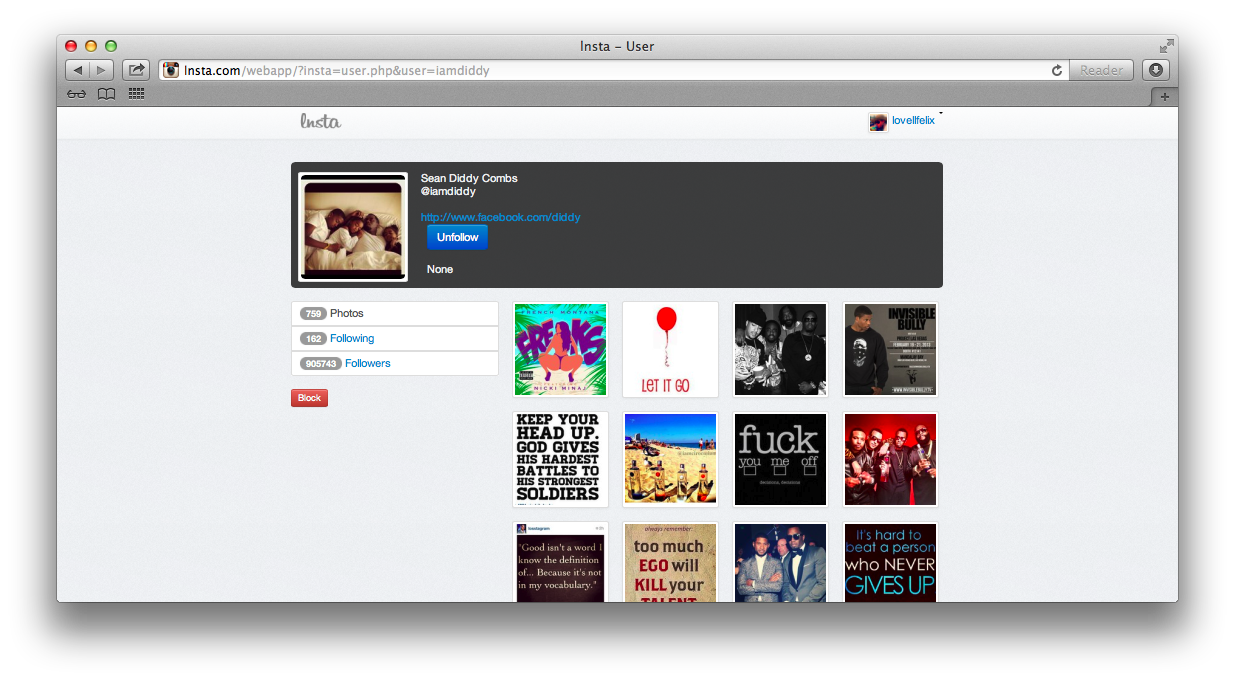 Insta – User
Insta.com/webapp/?insta=user.php&user=iamdiddy
Reader
Insta
lovellfelix
Sean Diddy Combs
@iamdiddy
http://www.facebook.com/diddy
Unfollow
None
759 Photos
162 Following
905743 Followers
Block
FRENCH MONTANA
FREAKS
NICKI MINAJ
LET IT GO
INVISIBLE
BULLY
KEEP YOUR
HEAD UP.
GOD GIVES
HIS HARDEST
BATTLES TO
HIS STRONGEST
SOLDIERS
fuck
you me off
Instagram
"Good isn't a word I
know the definition
of... Because it's not
in my vocabulary."
always remember...
too much
EGO will
KILL your
TALENT
It's hard to
beat a person
who NEVER
GIVES UP